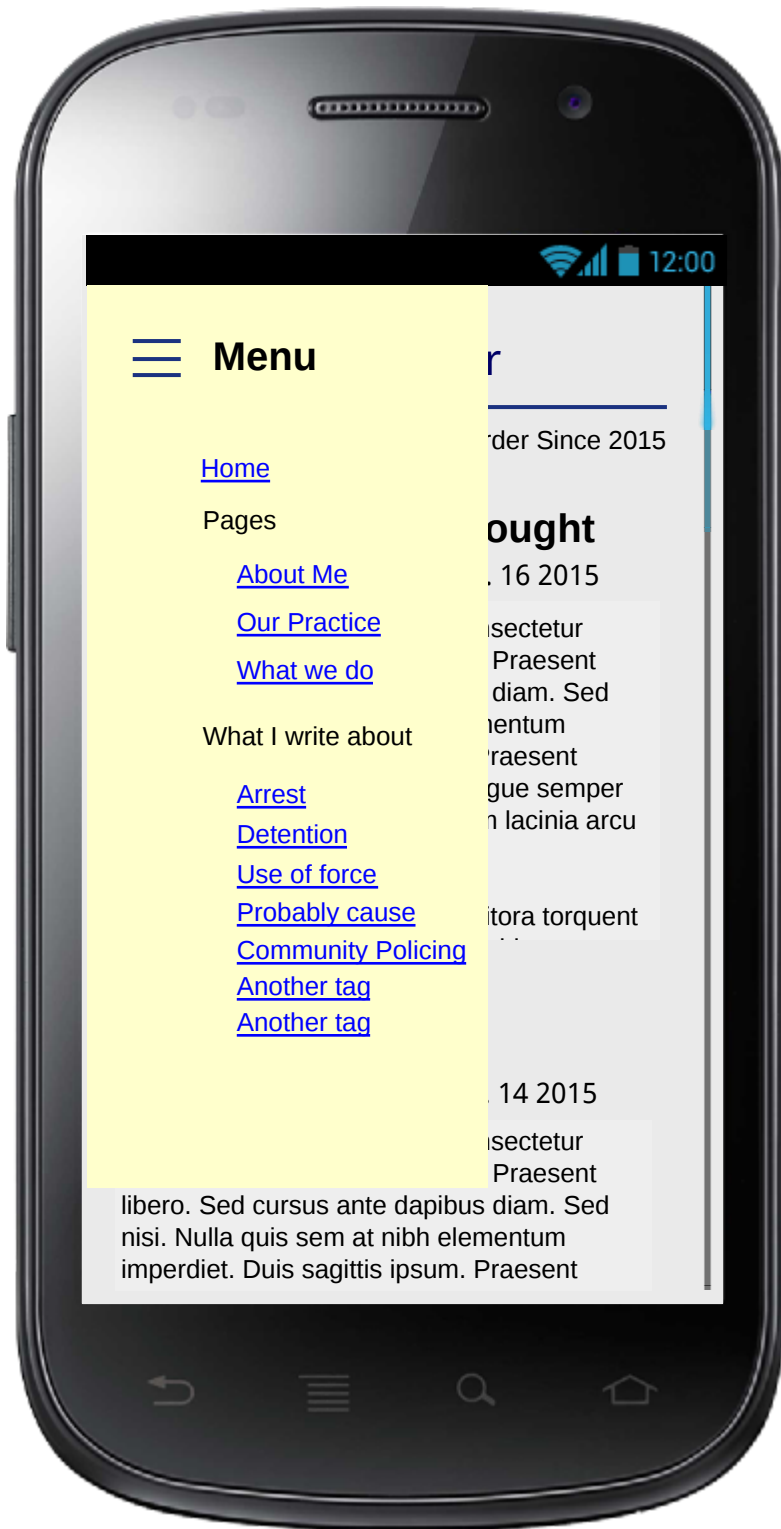 12:00
Menu
r
rder Since 2015
Home
Pages
ought
About Me
. 16 2015
Our Practice
nsectetur
What we do
Praesent
diam. Sed
What I write about
mentum
Praesent
Arrest
gue semper
Detention
n lacinia arcu
Use of force
Probably cause
itora torquent
Community Policing
Another tag
Another tag
. 14 2015
nsectetur
Praesent
libero. Sed cursus ante dapibus diam. Sed
nisi. Nulla quis sem at nibh elementum
imperdiet. Duis sagittis ipsum. Praesent